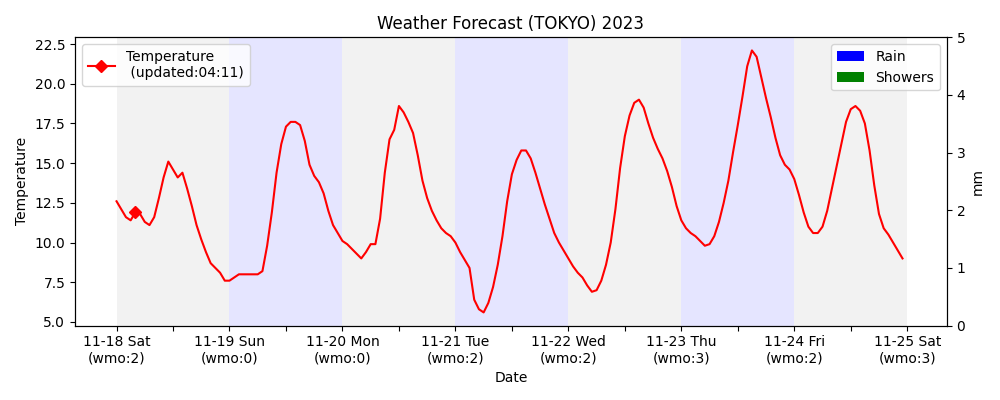 Weather Forecast (TOKYO) 2023
Temperature
(updated:04:11)
Rain
Showers
22.5
20.0
17.5
15.0
12.5
10.0
7.5
5.0
Temperature
5
4
3
2
1
0
mm
11-18 Sat
(wmo:2)
11-19 Sun
(wmo:0)
11-20 Mon
(wmo:0)
11-21 Tue
(wmo:2)
11-22 Wed
(wmo:2)
11-23 Thu
(wmo:3)
11-24 Fri
(wmo:2)
11-25 Sat
(wmo:3)
Date